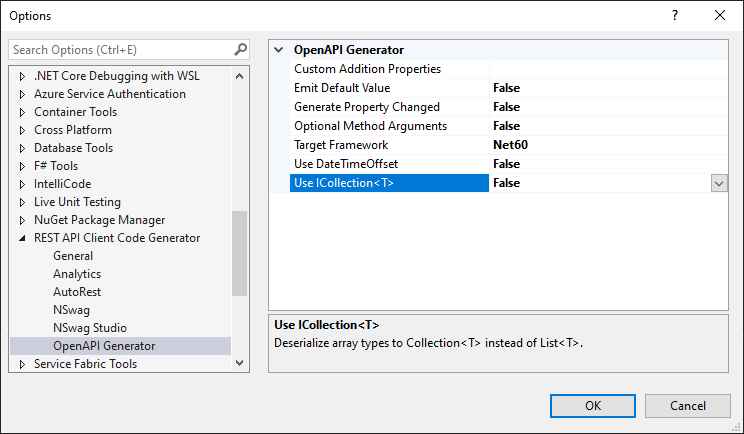 Options
Search Options (Ctrl+E)
.NET Core Debugging with WSL
Azure Service Authentication
Container Tools
Cross Platform
Database Tools
F# Tools
IntelliCode
Live Unit Testing
NuGet Package Manager
REST API Client Code Generator
General
Analytics
AutoRest
NSwag
NSwag Studio
OpenAPI Generator
Service Fabric Tools
OpenAPI Generator
Custom Addition Properties
Emit Default Value False
Generate Property Changed False
Optional Method Arguments False
Target Framework Net60
Use DateTimeOffset False
Use ICollection<T> False
Use ICollection<T>
Deserialize array types to Collection<T> instead of List<T>.
OK Cancel